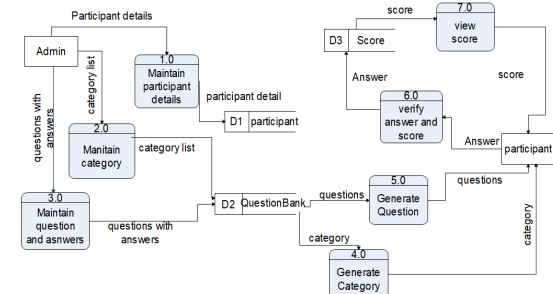 Participant details
Admin
category list
questions with
answers
1.0
Maintain
participant
details
participant detail
D1 participant
2.0
Manitain
category
category list
3.0
Maintain
question
and asnwers
questions with
answers
D2 QuestionBank
questions
category
4.0
Generate
Category
5.0
Generate
Question
questions
category
participant
Answer
6.0
verify
answer and
score
Answer
D3 Score
score
7.0
view
score
score